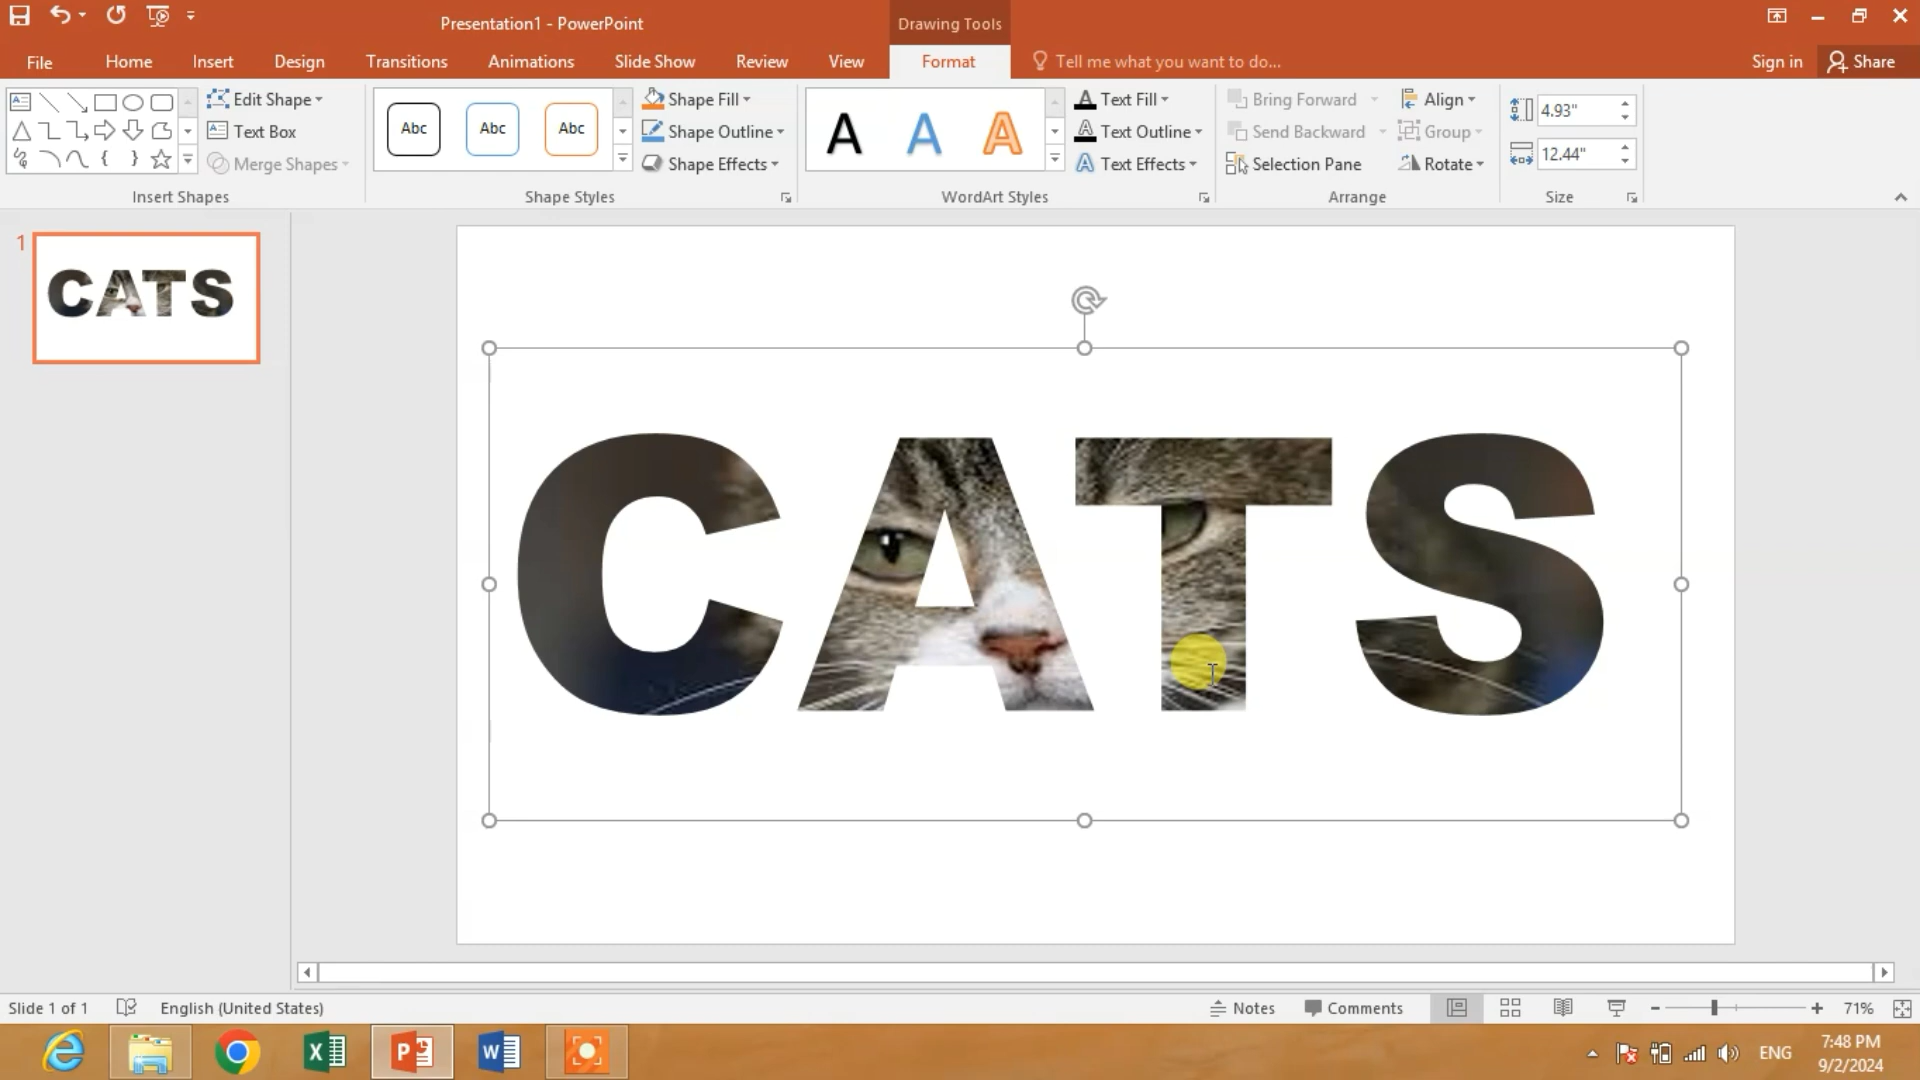 Presentation1 - PowerPoint
Drawing Tools
File Home Insert Design Transitions Animations Slide Show Review View Format Tell me what you want to do... Sign in Share
Edit Shape
Text Box
Merge Shapes
Insert Shapes
Abc Abc Abc
Shape Fill
Shape Outline
Shape Effects
Shape Styles
A A A
Text Fill
Text Outline
Text Effects
WordArt Styles
Bring Forward
Send Backward
Selection Pane
Align
Group
Rotate
Arrange
4.93"
12.44"
Size
1
CATS
CATS
Slide 1 of 1 English (United States) Notes Comments 71%
ENG
7:48 PM
9/2/2024